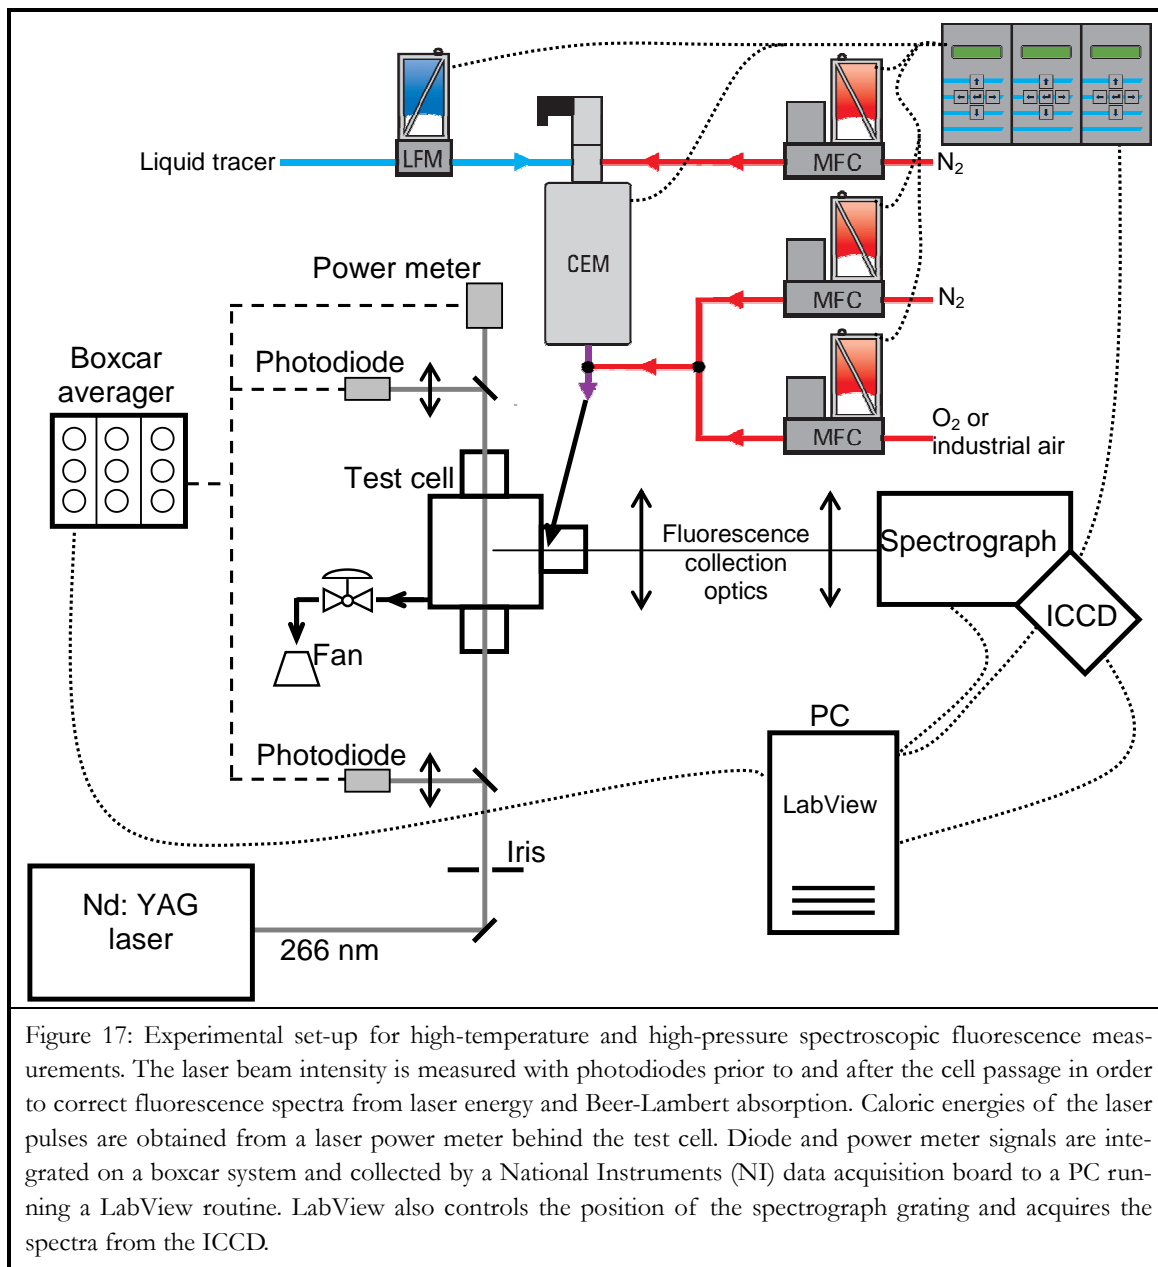 Liquid tracer
LFM
MFC
N2
CEM
MFC
N2
MFC
O2 or
industrial air
Power meter
Photodiode
Boxcar
averager
Test cell
Fluorescence
collection
optics
Spectrograph
ICCD
Fan
PC
LabView
Photodiode
Iris
Nd: YAG
laser
266 nm
Figure 17: Experimental set-up for high-temperature and high-pressure spectroscopic fluorescence meas-
urements. The laser beam intensity is measured with photodiodes prior to and after the cell passage in order
to correct fluorescence spectra from laser energy and Beer-Lambert absorption. Caloric energies of the laser
pulses are obtained from a laser power meter behind the test cell. Diode and power meter signals are inte-
grated on a boxcar system and collected by a National Instruments (NI) data acquisition board to a PC run-
ning a LabView routine. LabView also controls the position of the spectrograph grating and acquires the
spectra from the ICCD.